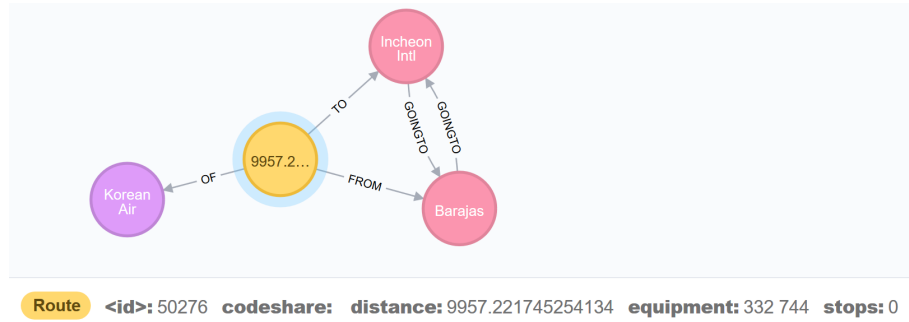 Incheon
Intl
TO
GOINGTO
GOINGTO
9957.2...
OF
FROM
Korean
Air
Barajas
Route <id>: 50276 codeshare: distance: 9957.221745254134 equipment: 332 744 stops: 0